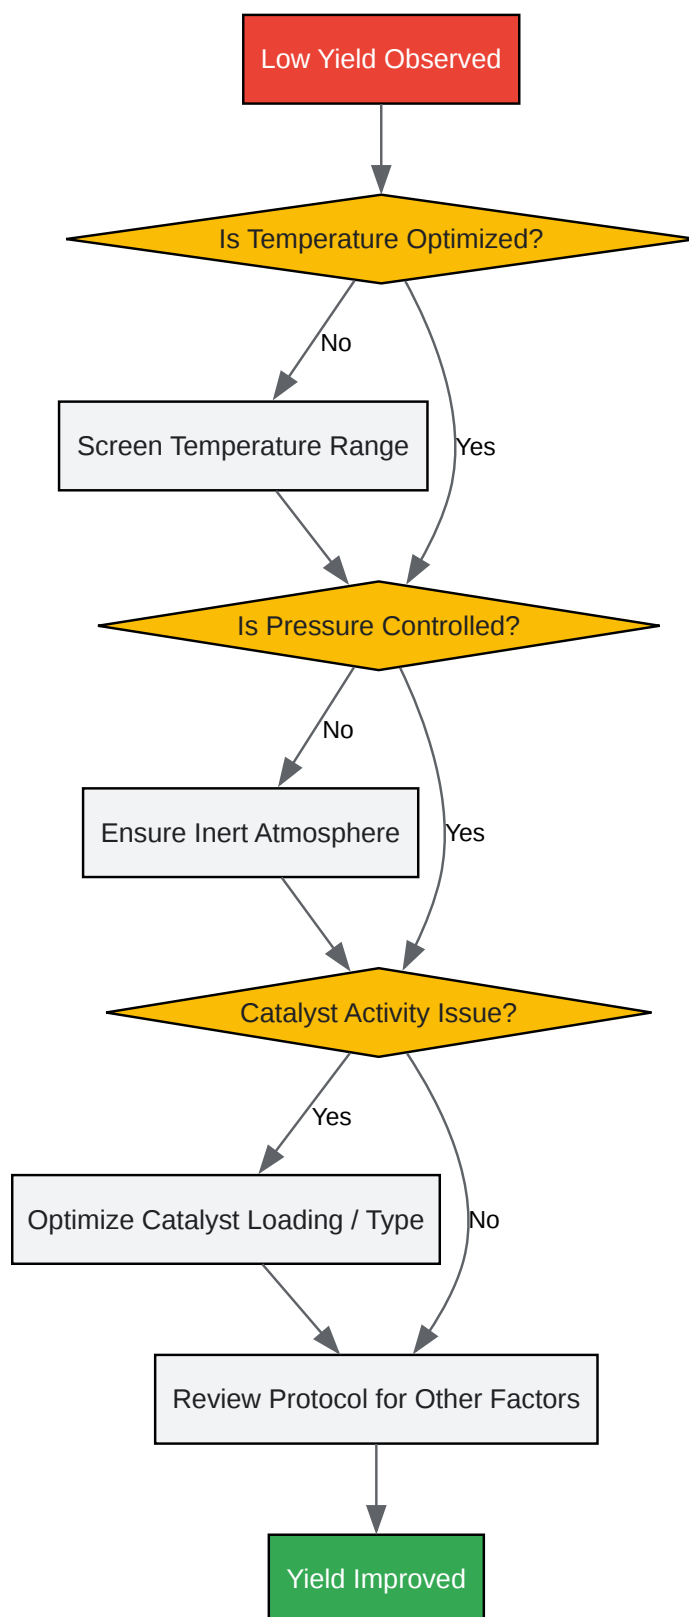 Low Yield Observed
Is Temperature Optimized?
No
Screen Temperature Range
Yes
Is Pressure Controlled?
No
Ensure Inert Atmosphere
Yes
Catalyst Activity Issue?
Yes
Optimize Catalyst Loading / Type
No
Review Protocol for Other Factors
Yield Improved